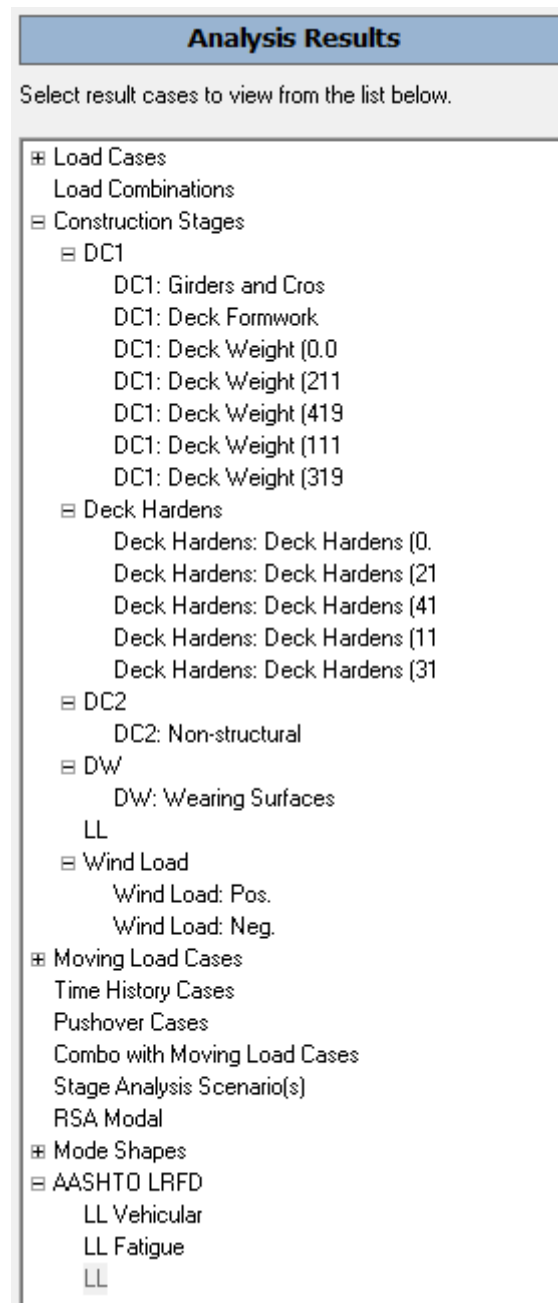 Analysis Results
Select result cases to view from the list below.
Load Cases
Load Combinations
Construction Stages
DC1
DC1: Girders and Cros
DC1: Deck Formwork
DC1: Deck Weight (0.0
DC1: Deck Weight (211
DC1: Deck Weight (419
DC1: Deck Weight (111
DC1: Deck Weight (319
Deck Hardens
Deck Hardens: Deck Hardens (0.
Deck Hardens: Deck Hardens (21
Deck Hardens: Deck Hardens (41
Deck Hardens: Deck Hardens (11
Deck Hardens: Deck Hardens (31
DC2
DC2: Non-structural
DW
DW: Wearing Surfaces
LL
Wind Load
Wind Load: Pos.
Wind Load: Neg.
Moving Load Cases
Time History Cases
Pushover Cases
Combo with Moving Load Cases
Stage Analysis Scenario(s)
RSA Modal
Mode Shapes
AASHTO LRFD
LL Vehicular
LL Fatigue
LL